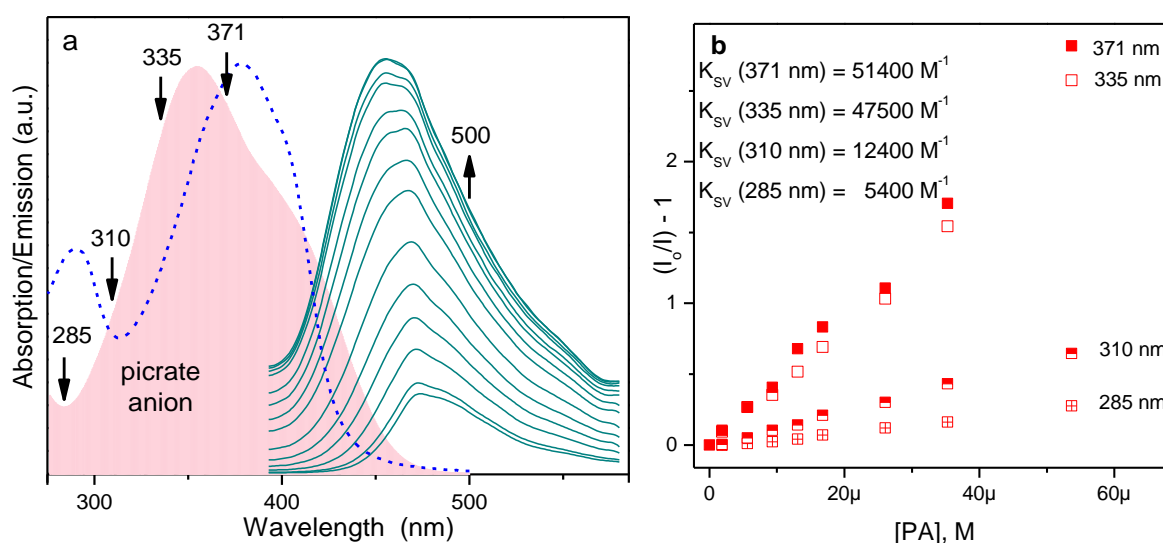 a
371
335
500
310
285
picrate
anion
Absorption/Emission (a.u.)
300
400
500
Wavelength (nm)
b
371 nm
335 nm
K_SV (371 nm) = 51400 M^-1
K_SV (335 nm) = 47500 M^-1
K_SV (310 nm) = 12400 M^-1
K_SV (285 nm) = 5400 M^-1
310 nm
285 nm
(I_o/I) - 1
2
1
0
0
20µ
40µ
60µ
[PA], M